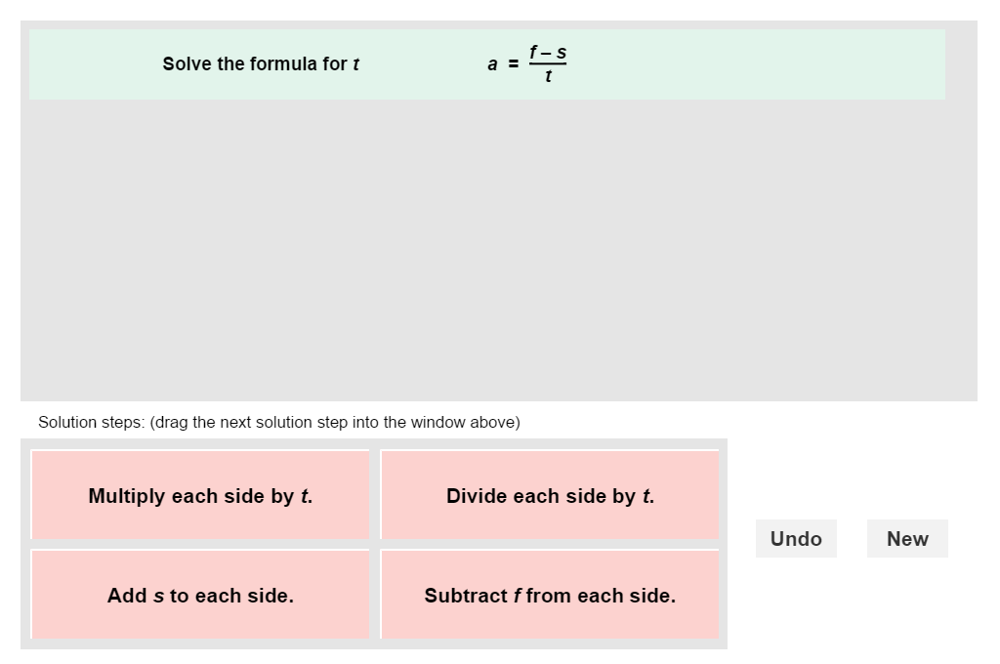 Solve the formula for t
a = f – s / t
Solution steps: (drag the next solution step into the window above)
Multiply each side by t.
Divide each side by t.
Add s to each side.
Subtract f from each side.
Undo
New